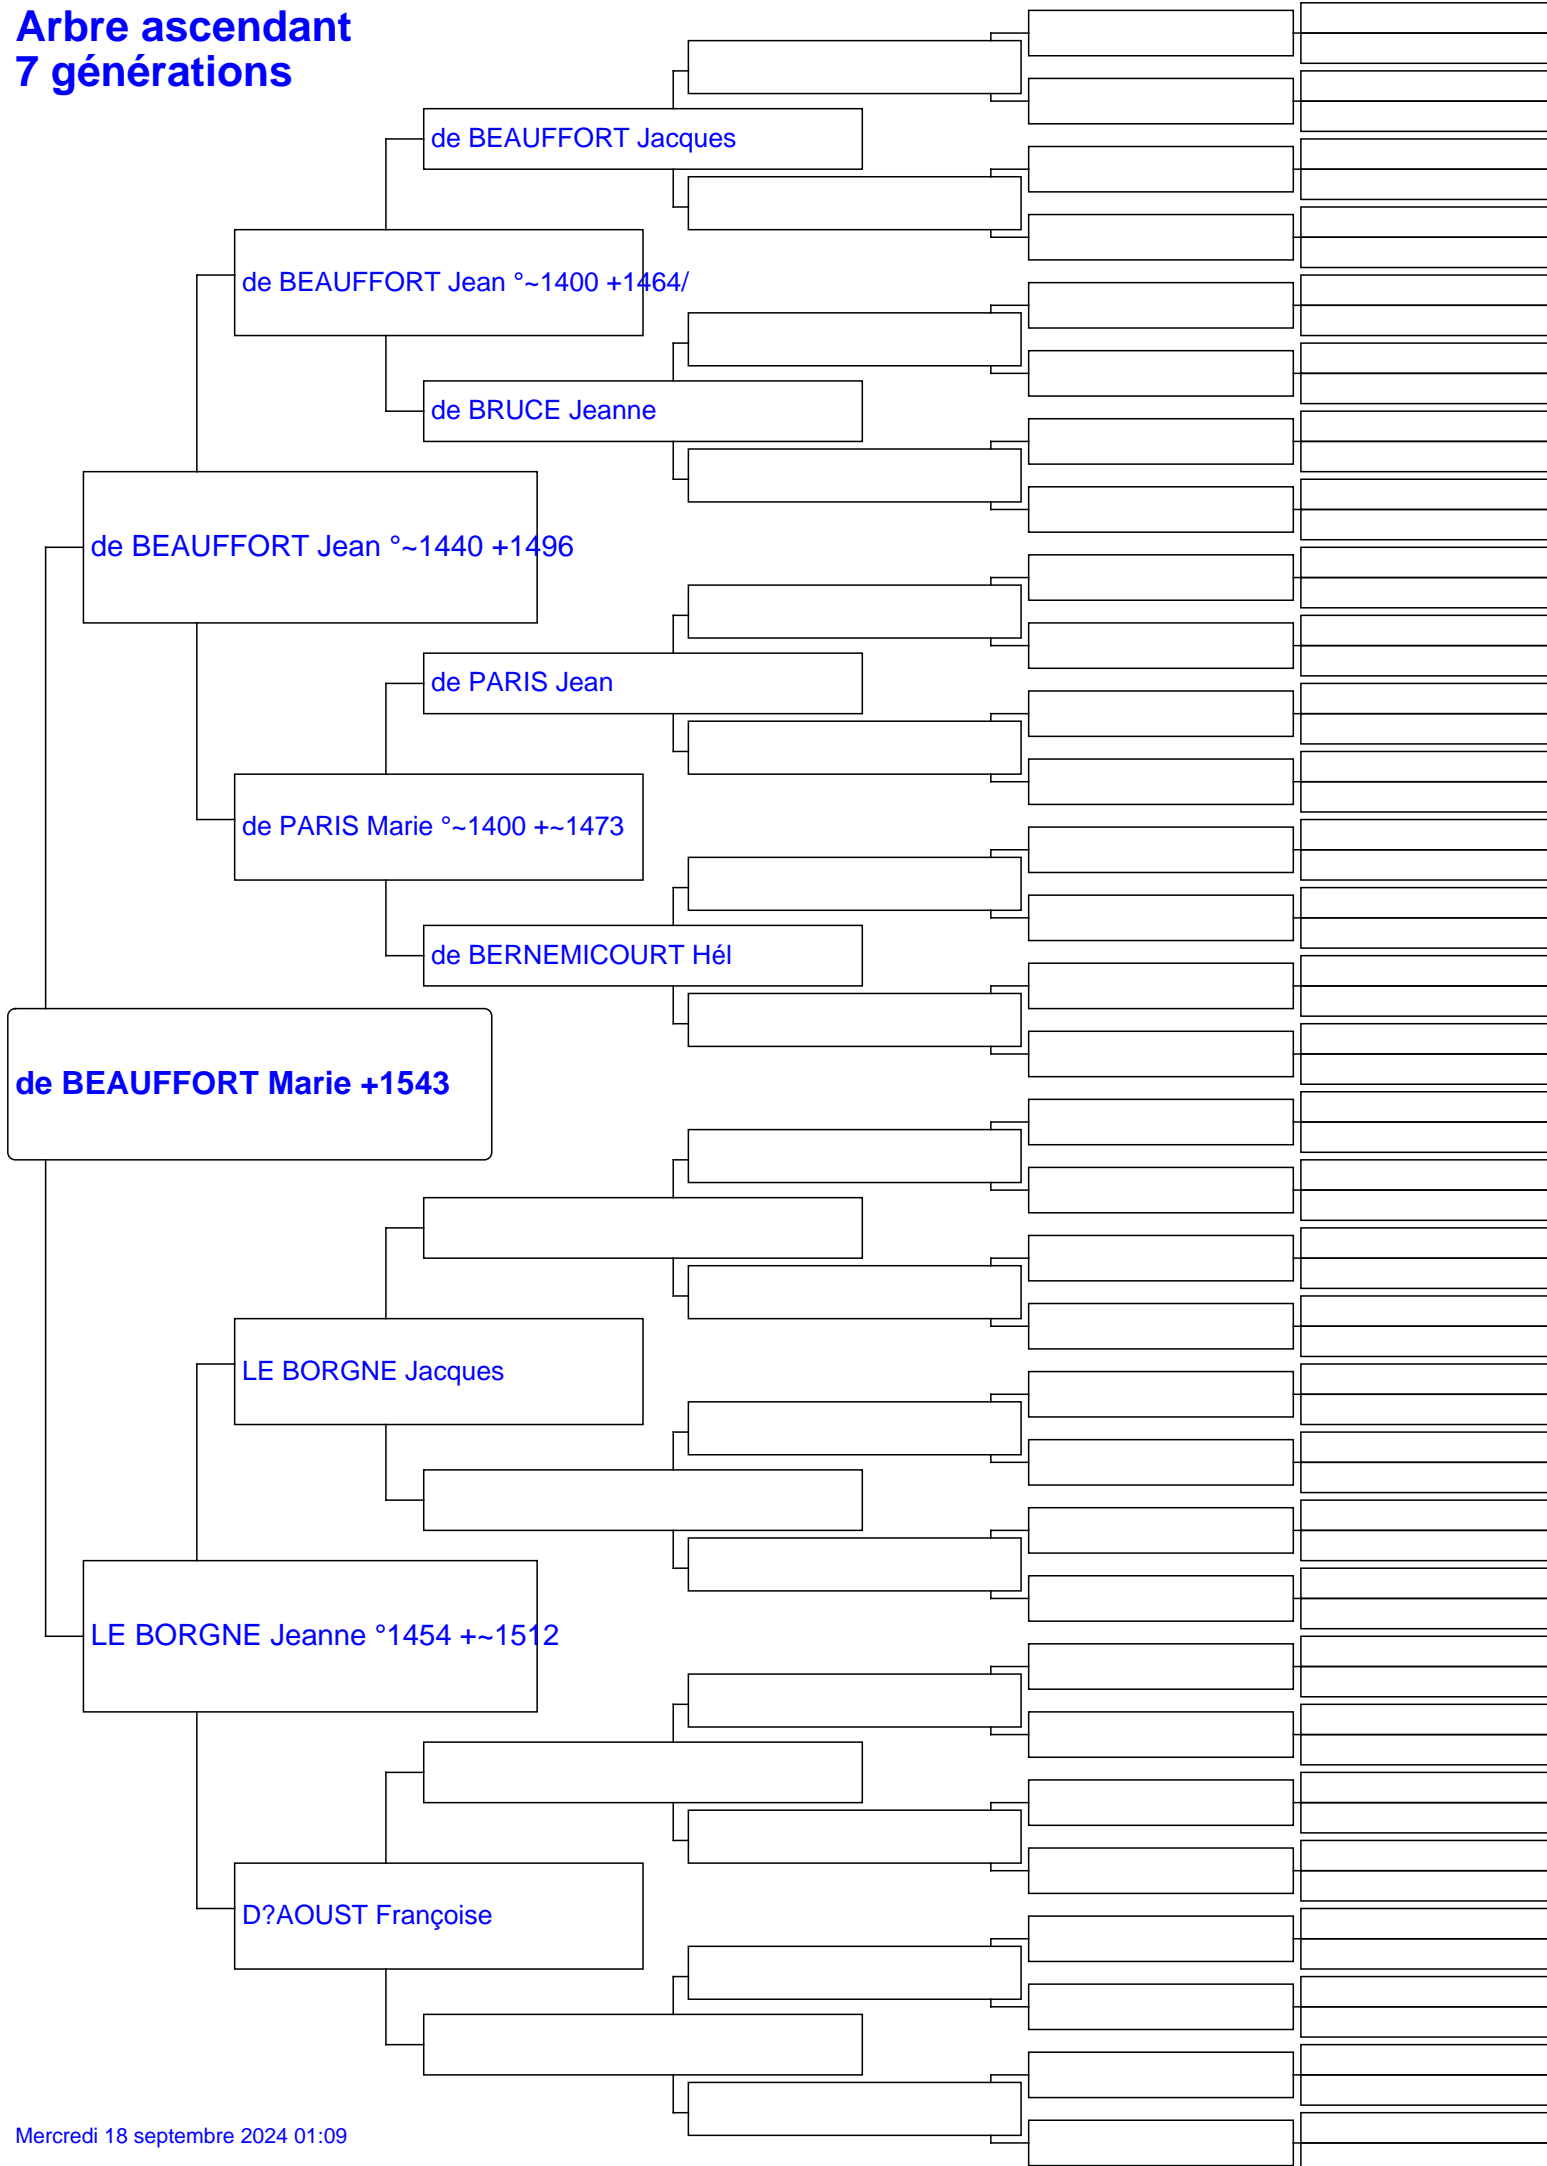 Arbre ascendant
7 générations
de BEAUFFORT Jacques
de BEAUFFORT Jean °~1400 +1464/
de BRUCE Jeanne
de BEAUFFORT Jean °~1440 +1496
de PARIS Jean
de PARIS Marie °~1400 +~1473
de BERNEMICOURT Hél
de BEAUFFORT Marie +1543
LE BORGNE Jacques
LE BORGNE Jeanne °1454 +~1512
D?AOUST Françoise
Mercredi 18 septembre 2024 01:09